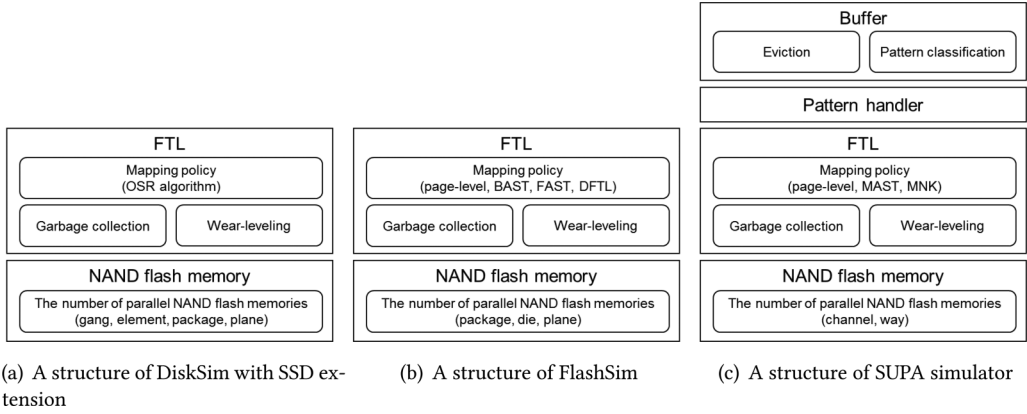 FTL
Mapping policy
(OSR algorithm)
Garbage collection
Wear-leveling
NAND flash memory
The number of parallel NAND flash memories
(gang, element, package, plane)
(a) A structure of DiskSim with SSD ex-
tension
FTL
Mapping policy
(page-level, BAST, FAST, DFTL)
Garbage collection
Wear-leveling
NAND flash memory
The number of parallel NAND flash memories
(package, die, plane)
(b) A structure of FlashSim
Buffer
Eviction
Pattern classification
Pattern handler
FTL
Mapping policy
(page-level, MAST, MNK)
Garbage collection
Wear-leveling
NAND flash memory
The number of parallel NAND flash memories
(channel, way)
(c) A structure of SUPA simulator